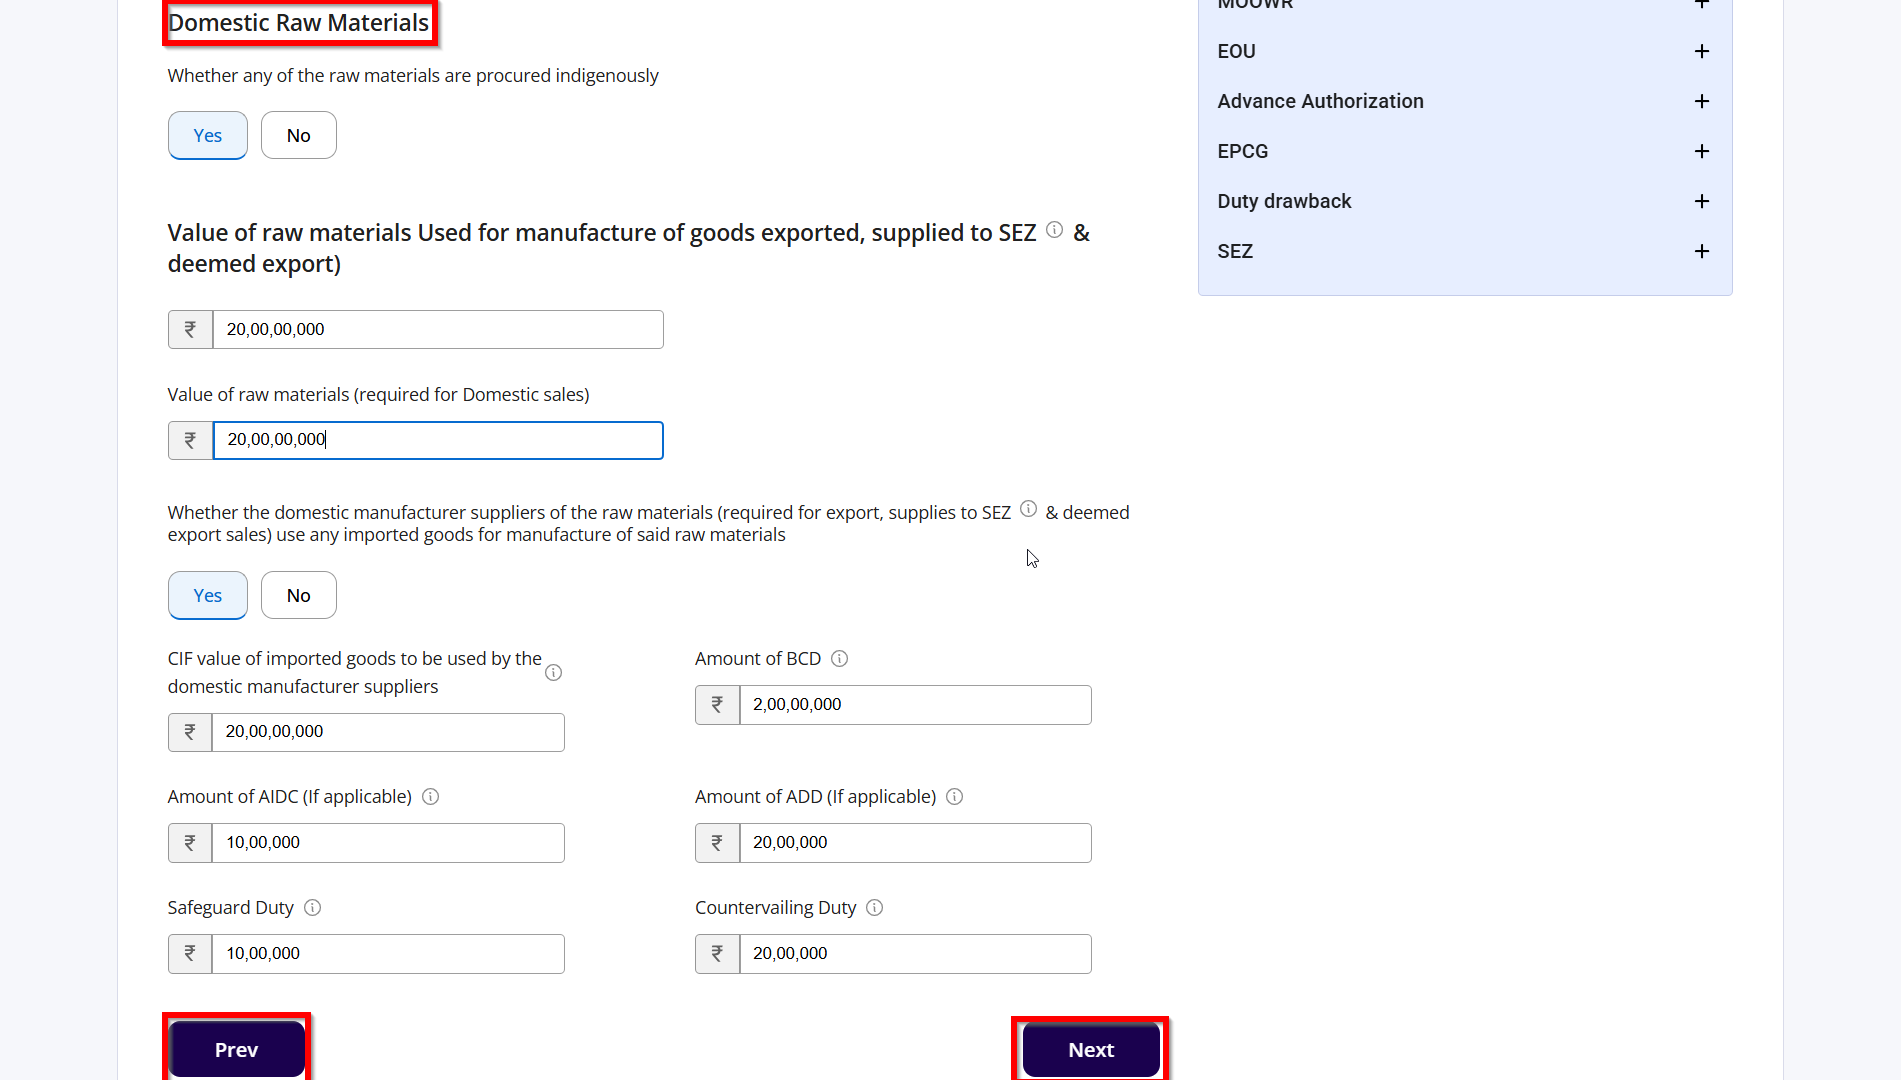 Domestic Raw Materials
Whether any of the raw materials are procured indigenously
Yes
No
Value of raw materials Used for manufacture of goods exported, supplied to SEZ &
deemed export)
₹ 20,00,00,000
Value of raw materials (required for Domestic sales)
₹ 20,00,00,000
Whether the domestic manufacturer suppliers of the raw materials (required for export, supplies to SEZ & deemed
export sales) use any imported goods for manufacture of said raw materials
Yes
No
CIF value of imported goods to be used by the
domestic manufacturer suppliers
₹ 20,00,00,000
Amount of BCD
₹ 2,00,00,000
Amount of AIDC (If applicable)
₹ 10,00,000
Amount of ADD (If applicable)
₹ 20,00,000
Safeguard Duty
₹ 10,00,000
Countervailing Duty
₹ 20,00,000
Prev
Next
MOOWR +
EOU +
Advance Authorization +
EPCG +
Duty drawback +
SEZ +